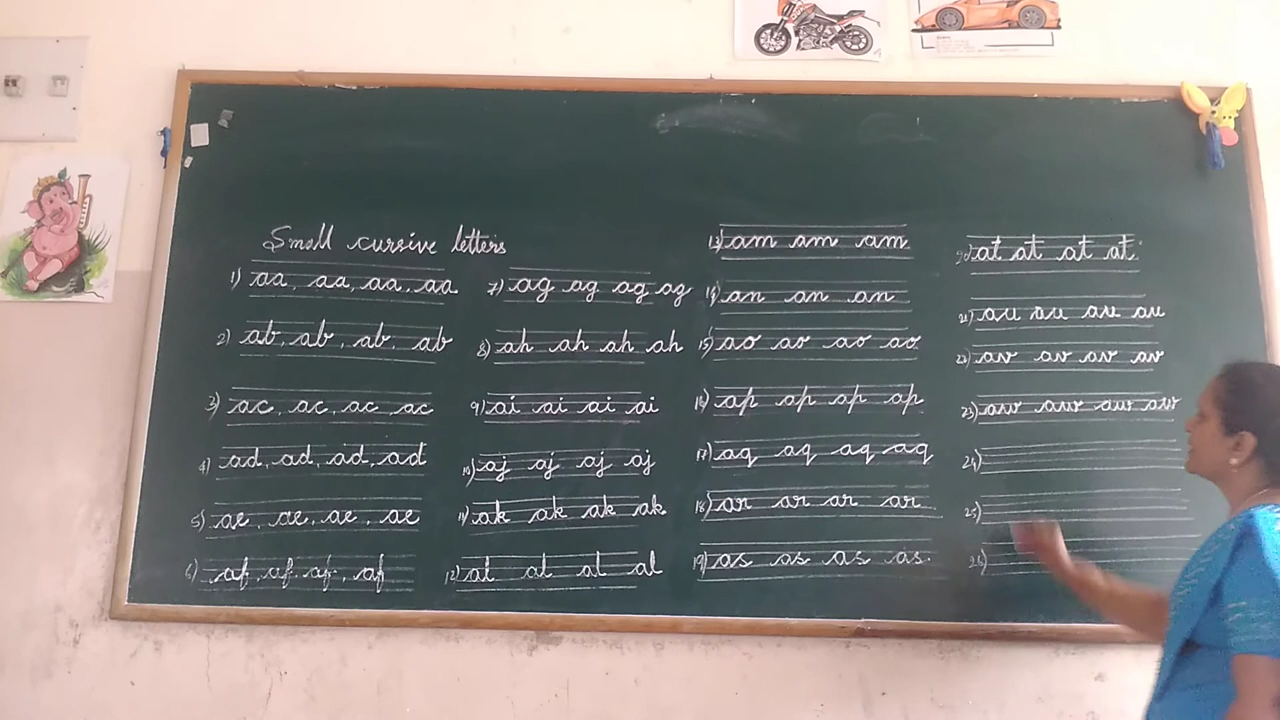 Small cursive letters
1) aa, aa, aa, aa
2) ab, ab, ab, ab
3) ac, ac, ac, ac
4) ad, ad, ad, ad
5) ae, ae, ae, ae
6) af, af, af, af
7) ag ag ag ag
8) ah ah ah ah
9) ai ai ai ai
10) aj aj aj aj
11) ak ak ak ak
12) al al al al
13) am am am
14) an an an
15) ao ao ao ao
16) ap ap ap ap
17) aq aq aq aq
18) ar ar ar ar
19) as as as as
20) at at at at
21) au au au au
22) av av av av
23) aw aw aw aw
24)
25)
26)